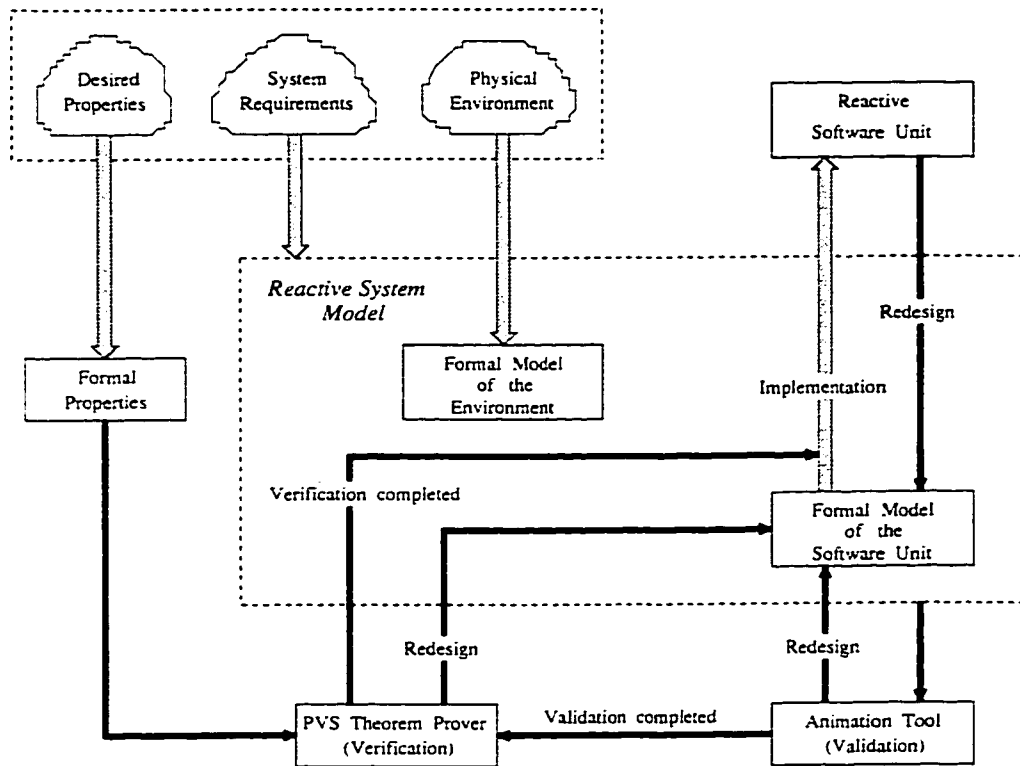 Desired
Properties
System
Requirements
Physical
Environment
Reactive
Software Unit
Reactive System
Model
Redesign
Formal
Properties
Formal Model
of the
Environment
Implementation
Verification completed
Formal Model
of the
Software Unit
Redesign
Redesign
PVS Theorem Prover
(Verification)
Validation completed
Animation Tool
(Validation)